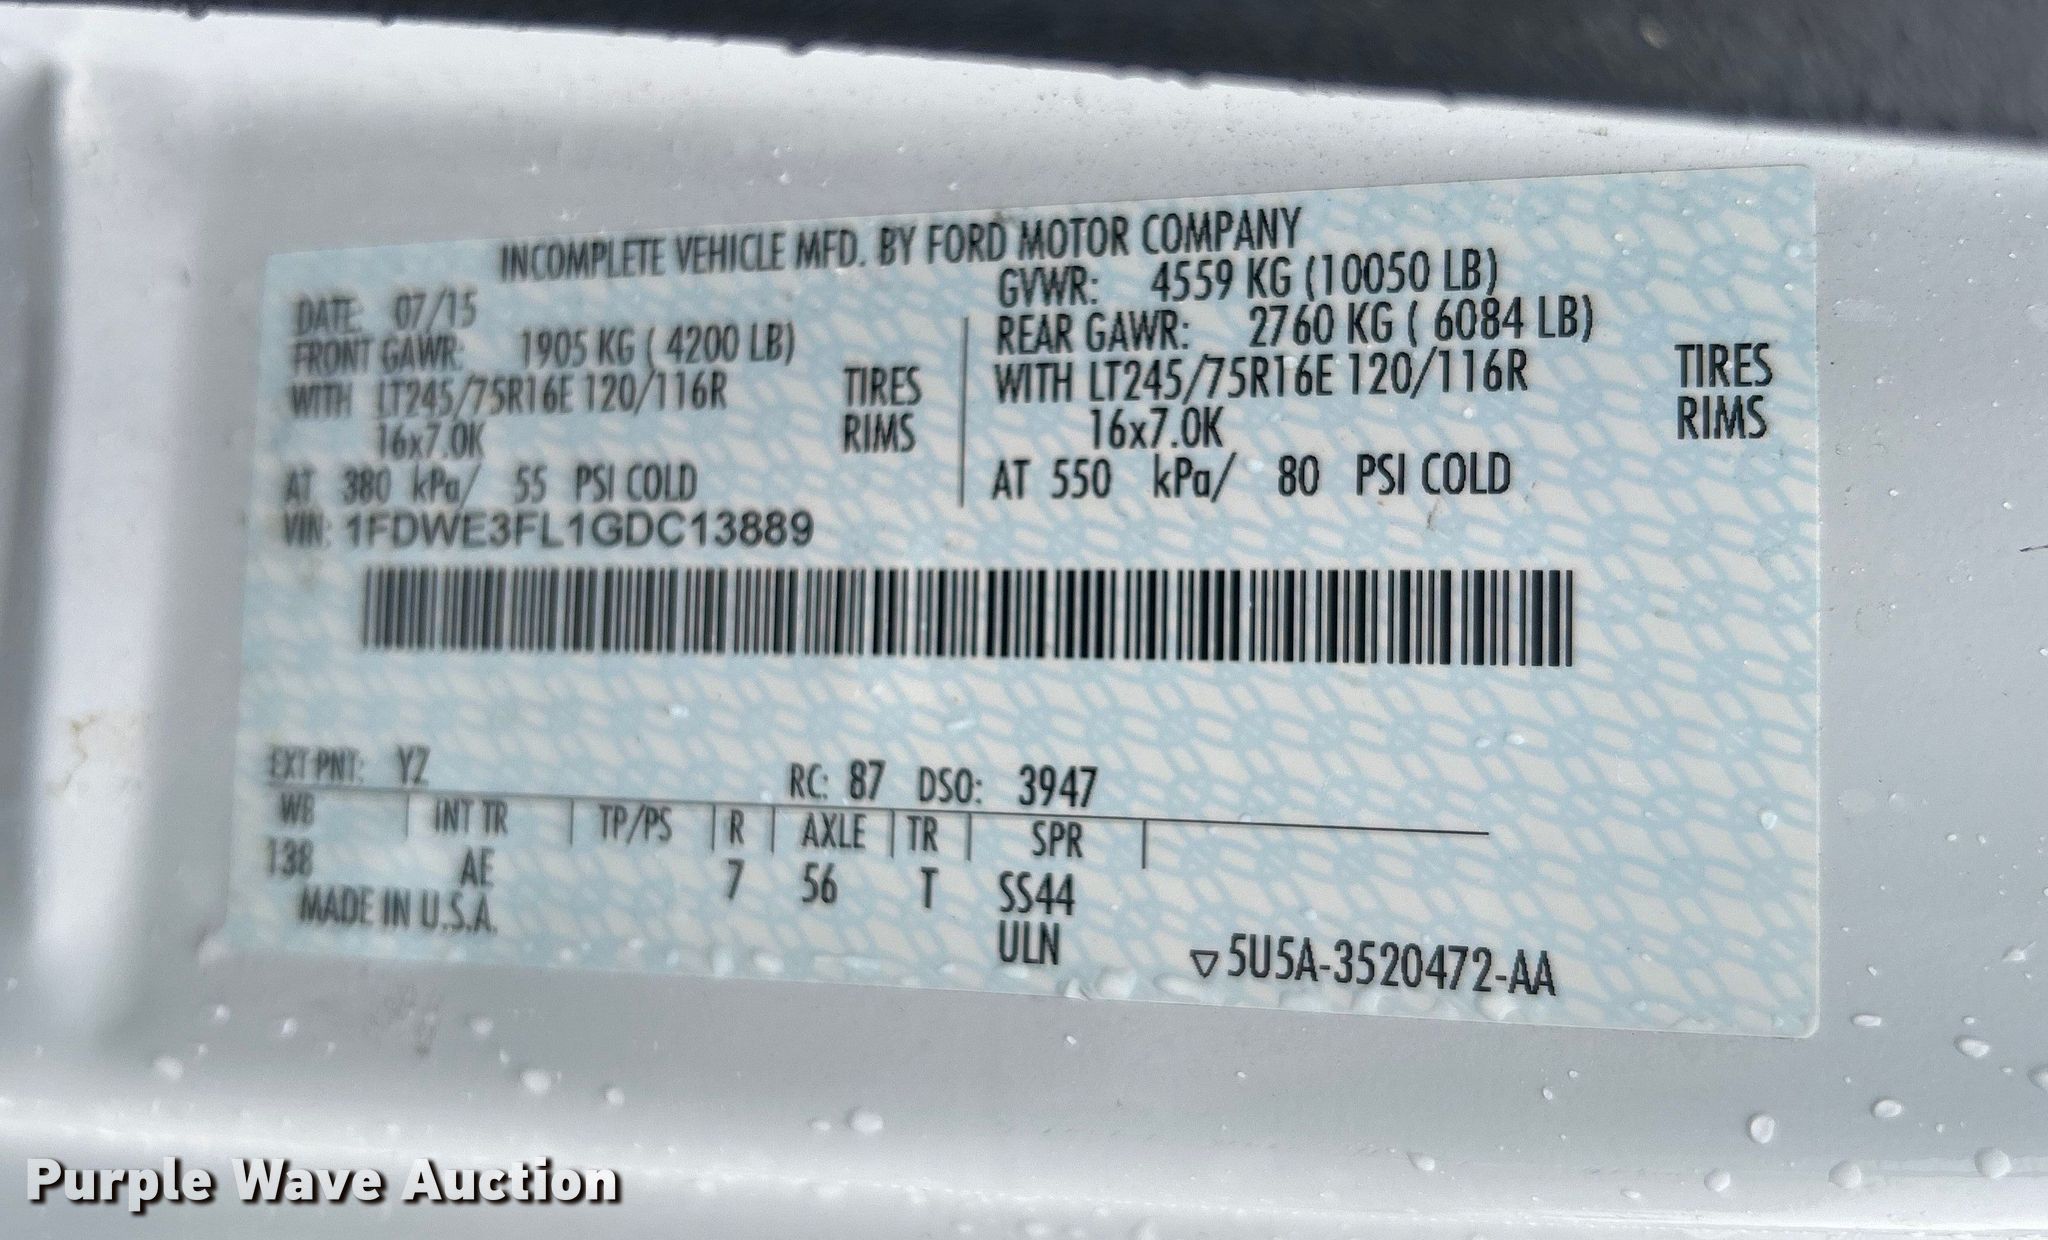 INCOMPLETE VEHICLE MFD. BY FORD MOTOR COMPANY
DATE: 07/15
GVWR: 4559 KG (10050 LB)
FRONT GAWR: 1905 KG ( 4200 LB)
REAR GAWR: 2760 KG ( 6084 LB)
WITH LT245/75R16E 120/116R TIRES
WITH LT245/75R16E 120/116R TIRES
16x7.0K RIMS
16x7.0K RIMS
AT 380 kPa/ 55 PSI COLD
AT 550 kPa/ 80 PSI COLD
VIN: 1FDWE3FL1GDC13889
EXT PNT: YZ RC: 87 DSO: 3947
WB INT TR TP/PS R AXLE TR SPR
138 AE 7 56 T SS44
MADE IN U.S.A. ULN
▽5U5A-3520472-AA
Purple Wave Auction